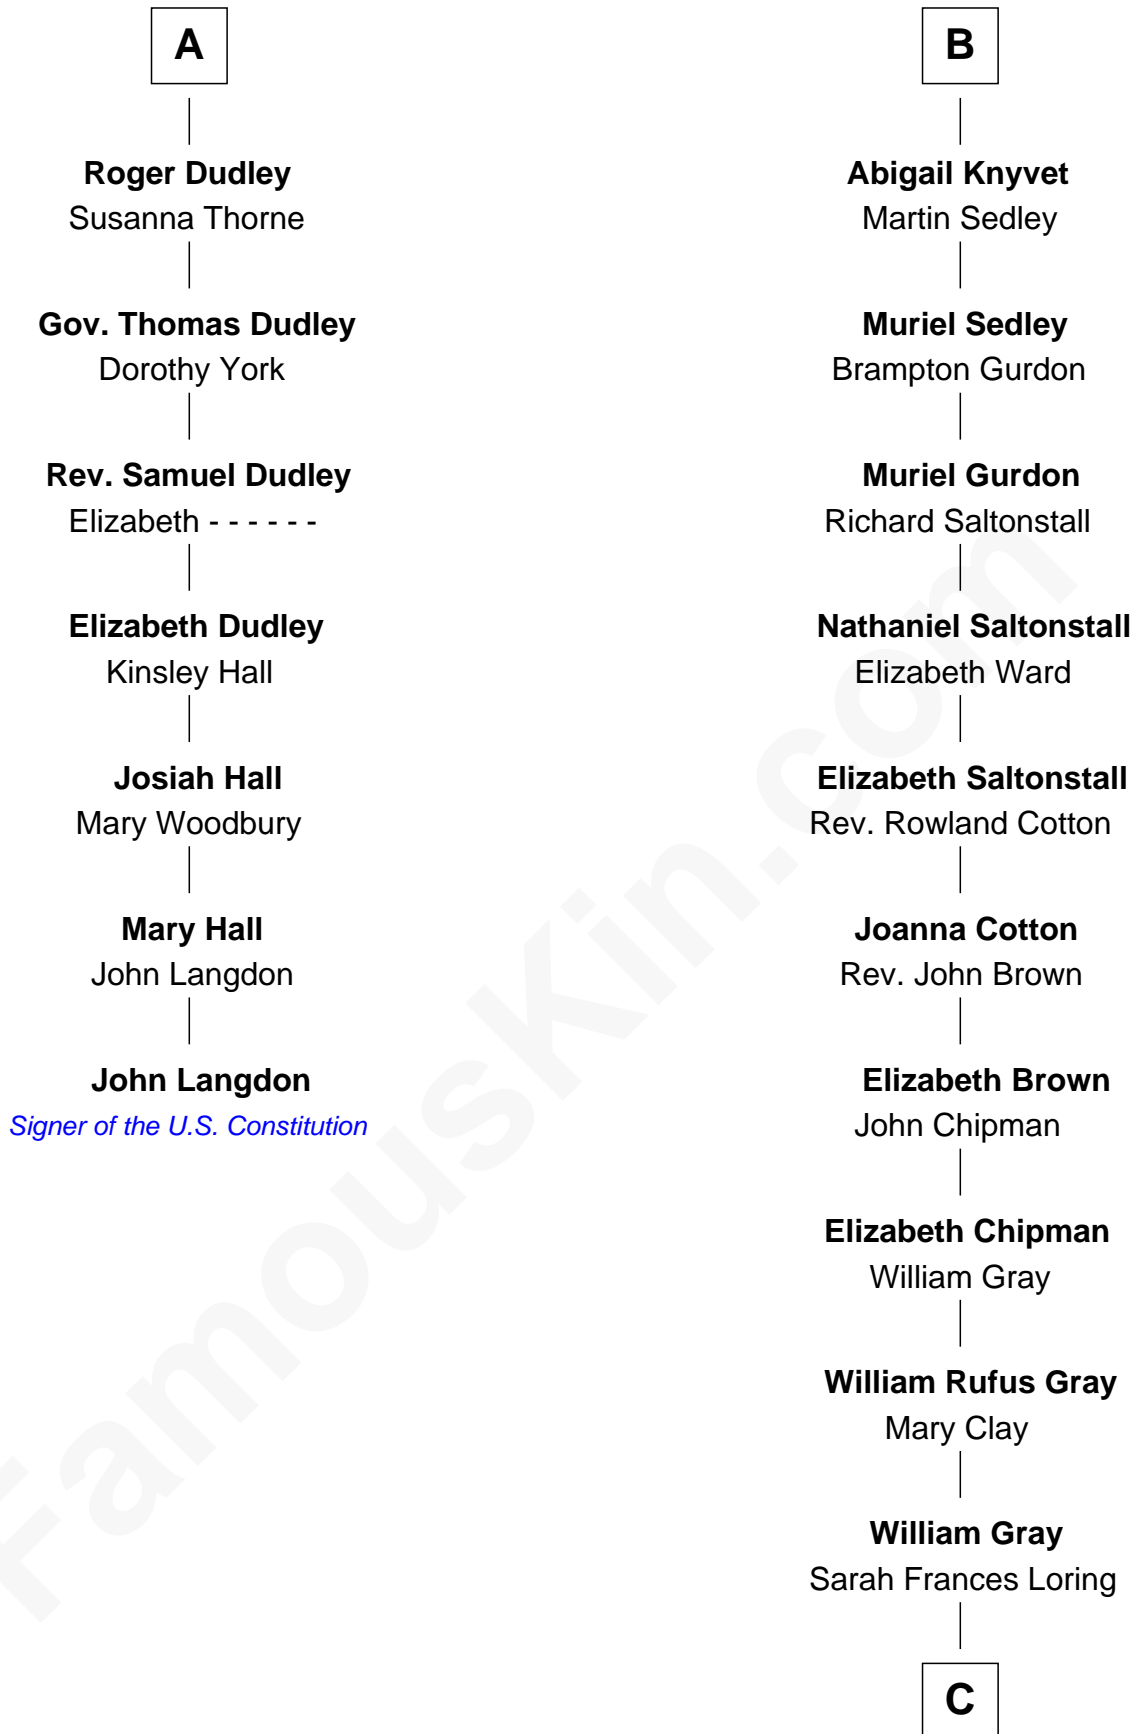 A
Roger Dudley
Susanna Thorne
Gov. Thomas Dudley
Dorothy York
Rev. Samuel Dudley
Elizabeth - - - - - -
Elizabeth Dudley
Kinsley Hall
Josiah Hall
Mary Woodbury
Mary Hall
John Langdon
John Langdon
Signer of the U.S. Constitution
B
Abigail Knyvet
Martin Sedley
Muriel Sedley
Brampton Gurdon
Muriel Gurdon
Richard Saltonstall
Nathaniel Saltonstall
Elizabeth Ward
Elizabeth Saltonstall
Rev. Rowland Cotton
Joanna Cotton
Rev. John Brown
Elizabeth Brown
John Chipman
Elizabeth Chipman
William Gray
William Rufus Gray
Mary Clay
William Gray
Sarah Frances Loring
C
FamousKin.com